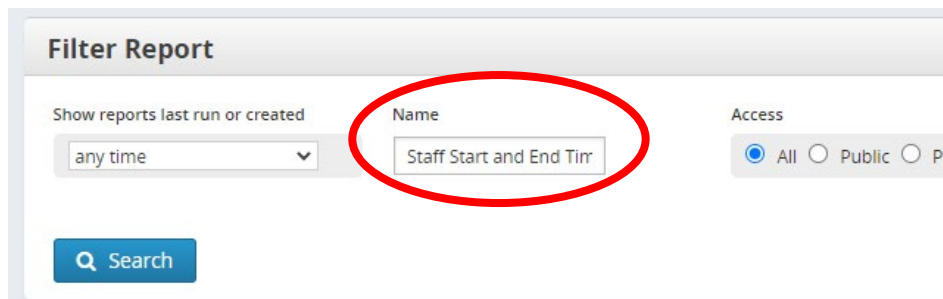 Filter Report
Show reports last run or created Name Access
any time Staff Start and End Tim All Public P
Search